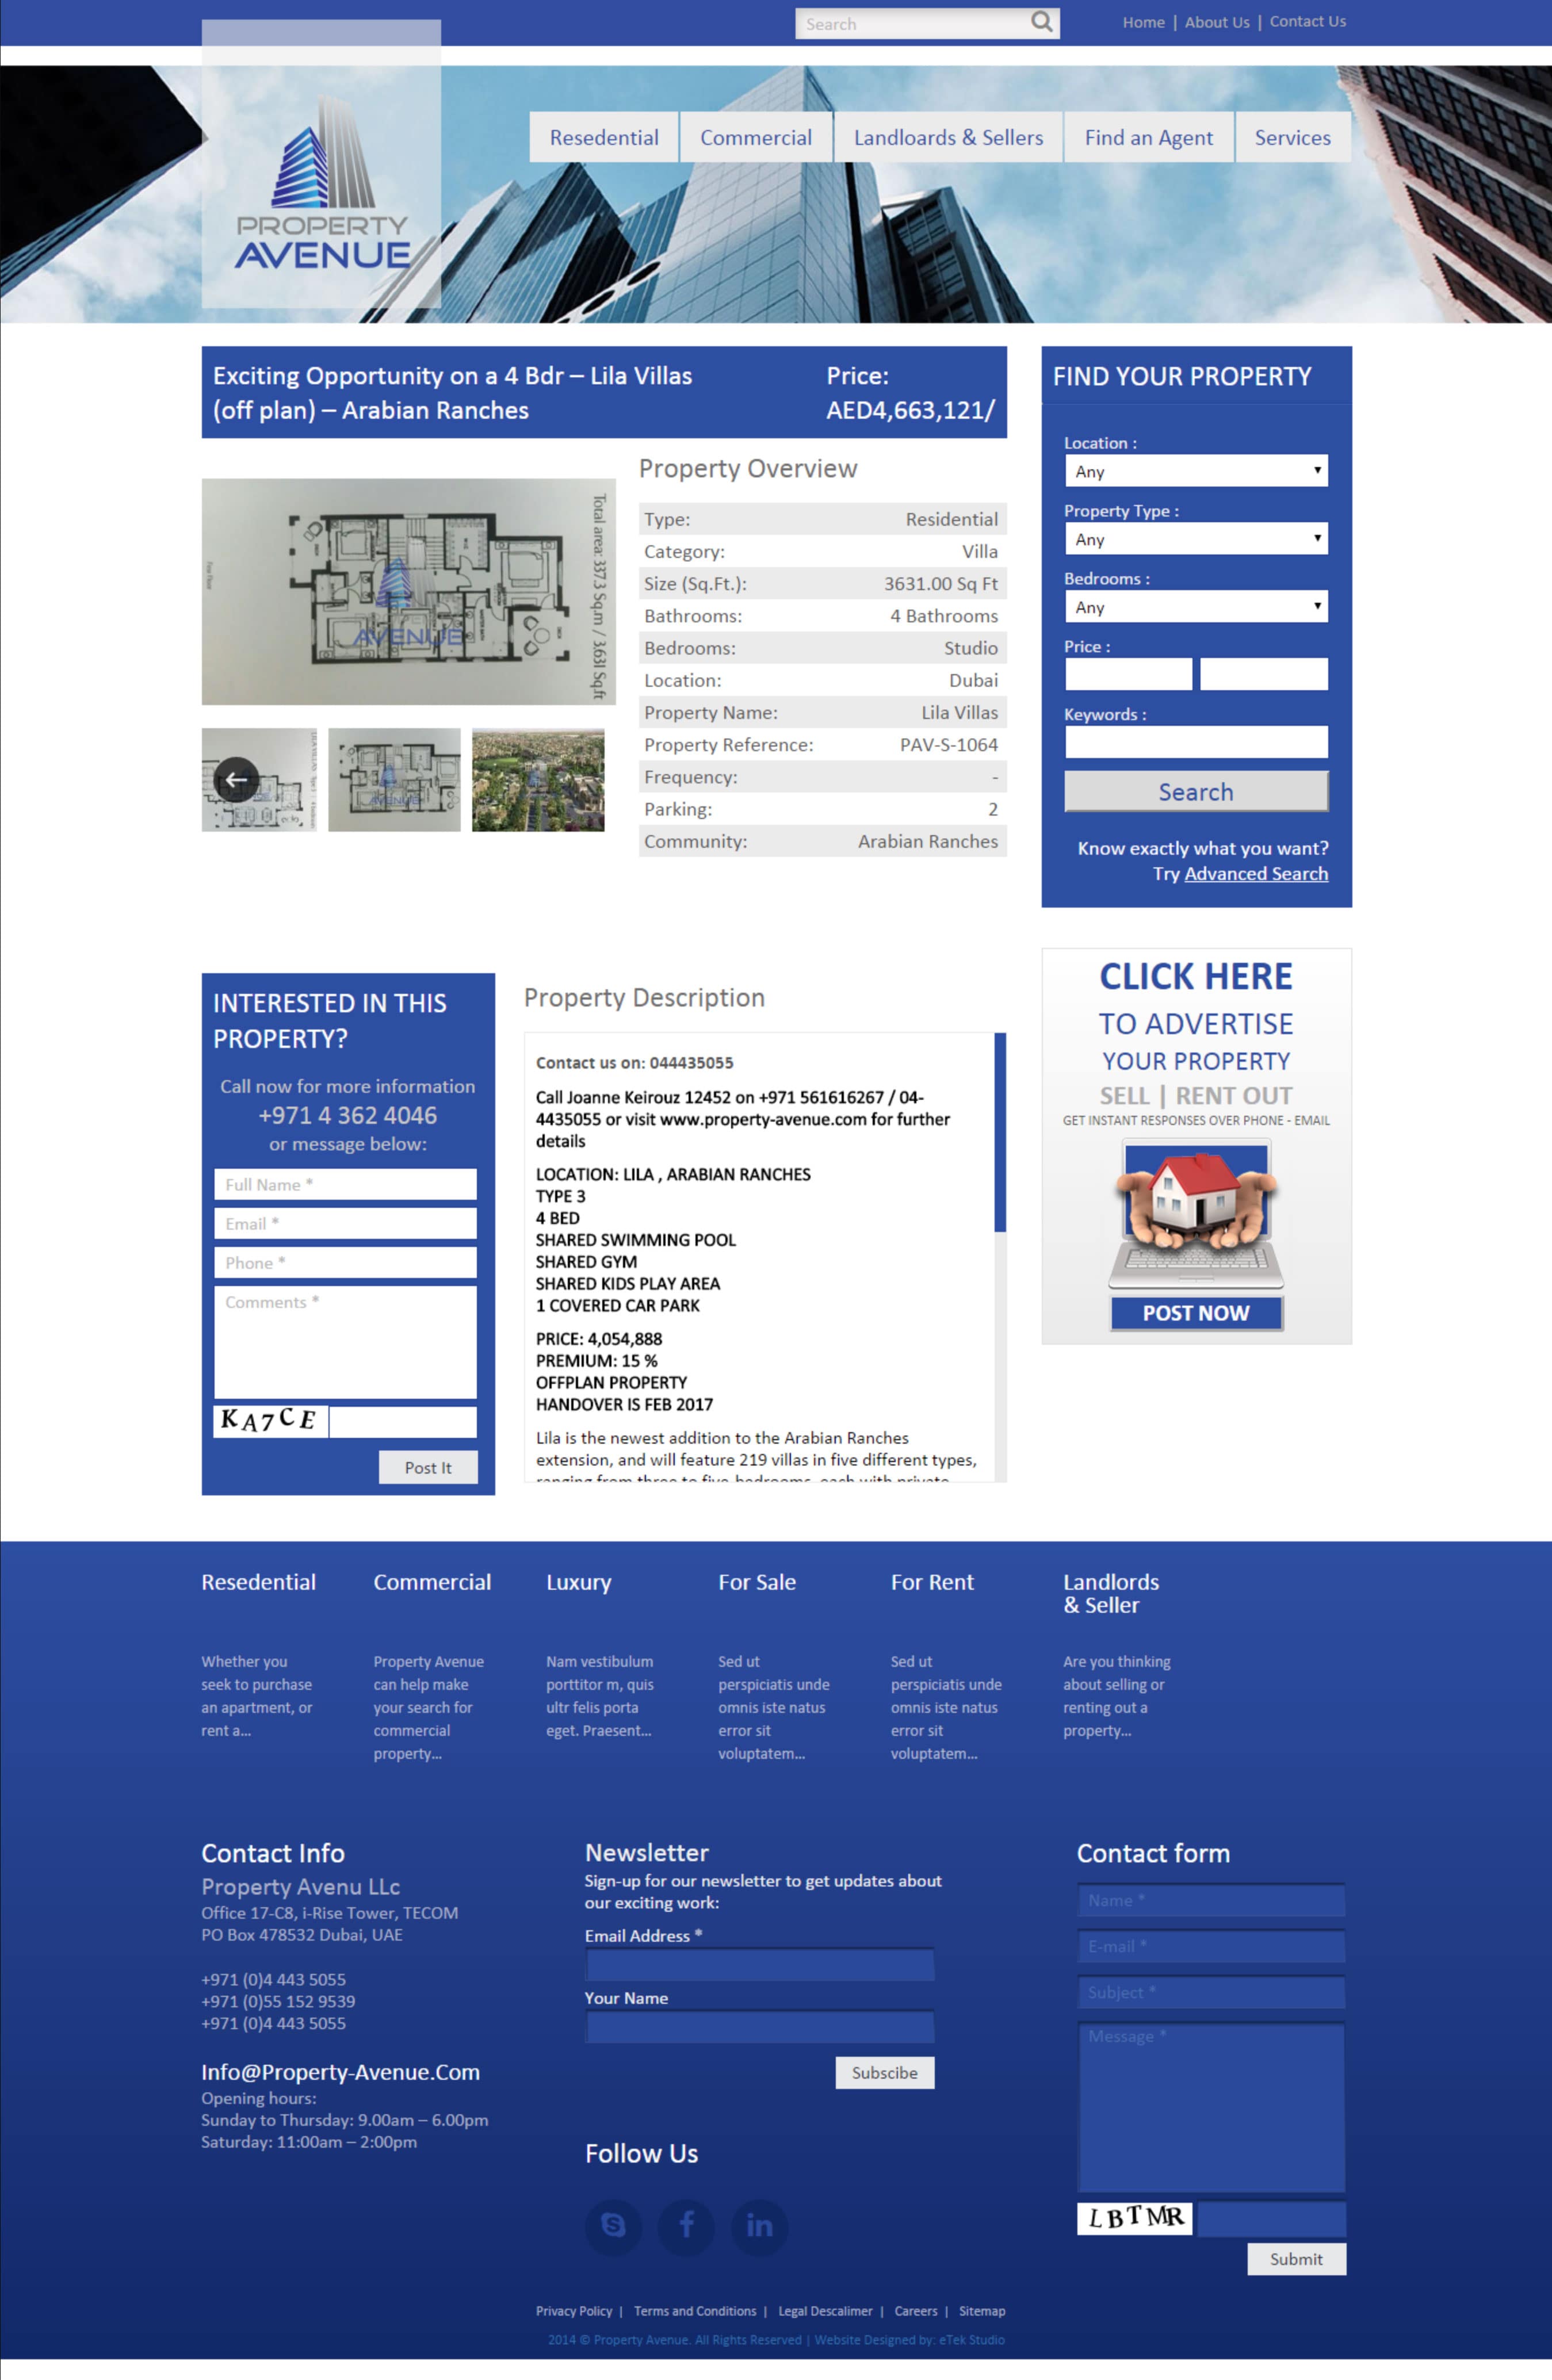 Search
Home | About Us | Contact Us
Resedential
Commercial
Landloards & Sellers
Find an Agent
Services
PROPERTY
AVENUE
Exciting Opportunity on a 4 Bdr – Lila Villas
(off plan) – Arabian Ranches
Price:
AED4,663,121/
Total area: 337.3 Sq.m / 3,631 Sq.ft
AVENUE
Property Overview
Type: Residential
Category: Villa
Size (Sq.Ft.): 3631.00 Sq Ft
Bathrooms: 4 Bathrooms
Bedrooms: Studio
Location: Dubai
Property Name: Lila Villas
Property Reference: PAV-S-1064
Frequency: -
Parking: 2
Community: Arabian Ranches
FIND YOUR PROPERTY
Location :
Any
Property Type :
Any
Bedrooms :
Any
Price :
Keywords :
Search
Know exactly what you want?
Try Advanced Search
INTERESTED IN THIS
PROPERTY?
Call now for more information
+971 4 362 4046
or message below:
Full Name *
Email *
Phone *
Comments *
KA7CE
Post It
Property Description
Contact us on: 044435055
Call Joanne Keirouz 12452 on +971 561616267 / 04-
4435055 or visit www.property-avenue.com for further
details
LOCATION: LILA , ARABIAN RANCHES
TYPE 3
4 BED
SHARED SWIMMING POOL
SHARED GYM
SHARED KIDS PLAY AREA
1 COVERED CAR PARK
PRICE: 4,054,888
PREMIUM: 15 %
OFFPLAN PROPERTY
HANDOVER IS FEB 2017
Lila is the newest addition to the Arabian Ranches
extension, and will feature 219 villas in five different types,
ranging from three to five-bedrooms, each with private
CLICK HERE
TO ADVERTISE
YOUR PROPERTY
SELL | RENT OUT
GET INSTANT RESPONSES OVER PHONE - EMAIL
POST NOW
Resedential
Whether you
seek to purchase
an apartment, or
rent a...
Commercial
Property Avenue
can help make
your search for
commercial
property...
Luxury
Nam vestibulum
porttitor m, quis
ultr felis porta
eget. Praesent...
For Sale
Sed ut
perspiciatis unde
omnis iste natus
error sit
voluptatem...
For Rent
Sed ut
perspiciatis unde
omnis iste natus
error sit
voluptatem...
Landlords
& Seller
Are you thinking
about selling or
renting out a
property...
Contact Info
Property Avenu LLc
Office 17-C8, i-Rise Tower, TECOM
PO Box 478532 Dubai, UAE
+971 (0)4 443 5055
+971 (0)55 152 9539
+971 (0)4 443 5055
Info@Property-Avenue.Com
Opening hours:
Sunday to Thursday: 9.00am – 6.00pm
Saturday: 11:00am – 2:00pm
Newsletter
Sign-up for our newsletter to get updates about
our exciting work:
Email Address *
Your Name
Subscibe
Follow Us
Contact form
Name *
E-mail *
Subject *
Message *
LBTMR
Submit
Privacy Policy | Terms and Conditions | Legal Descalimer | Careers | Sitemap
2014 © Property Avenue. All Rights Reserved | Website Designed by: eTek Studio